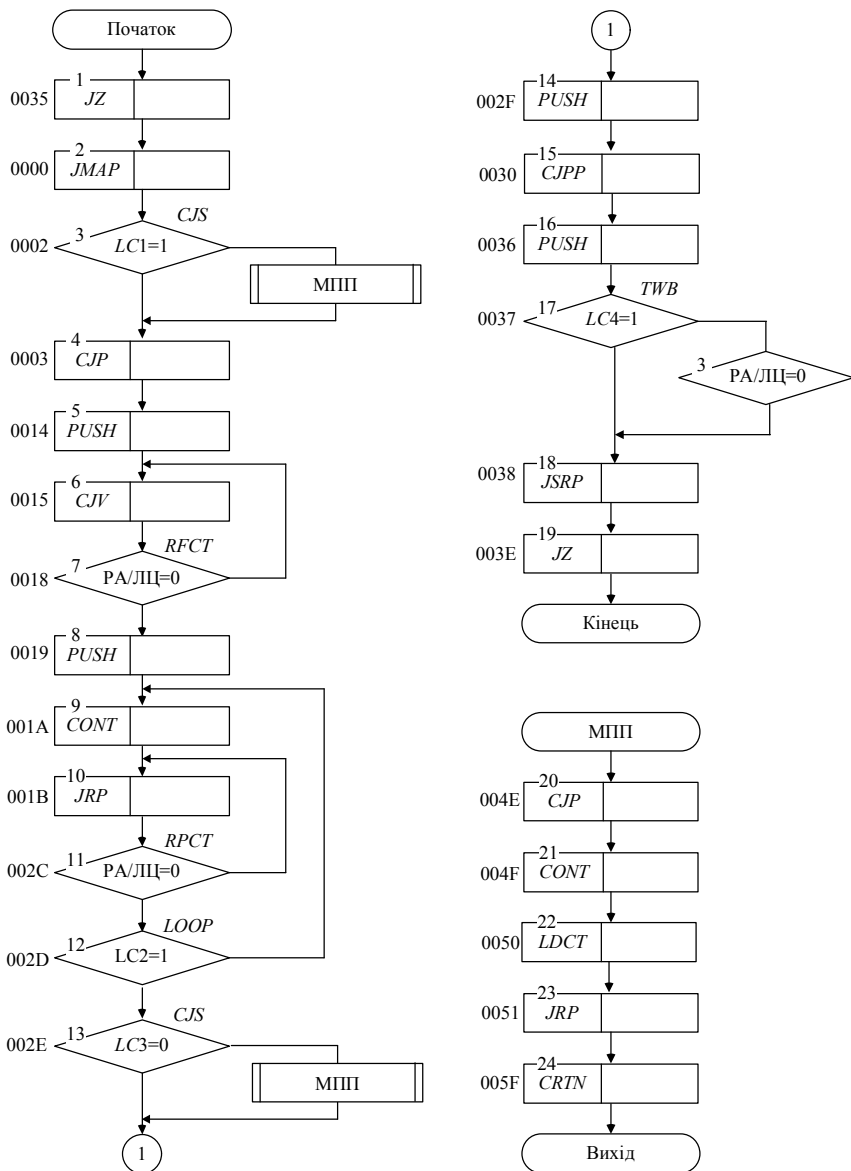 Початок
1
0035
JZ
2
0000
JMAP
CJS
3
0002
LC1=1
МПП
4
0003
CJP
5
0014
PUSH
6
0015
CJV
RFCT
7
0018
РА/ЛЦ=0
8
0019
PUSH
9
001A
CONT
10
001B
JRP
RPCT
11
002C
РА/ЛЦ=0
LOOP
12
002D
LC2=1
CJS
13
002E
LC3=0
МПП
1
1
14
002F
PUSH
15
0030
CJPP
16
0036
PUSH
TWB
17
0037
LC4=1
3
РА/ЛЦ=0
18
0038
JSRP
19
003E
JZ
Кінець
МПП
20
004E
CJP
21
004F
CONT
22
0050
LDCT
23
0051
JRP
24
005F
CRTN
Вихід